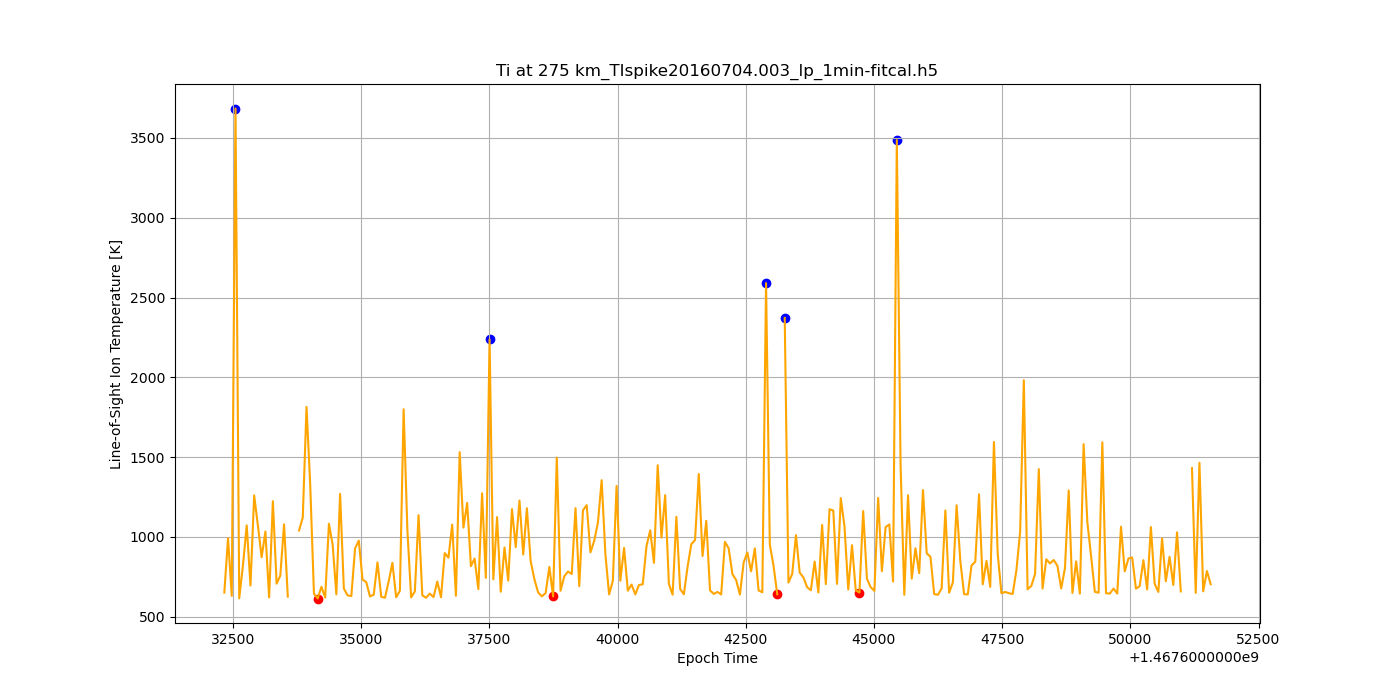 Ti at 275 km_TIspike20160704.003_lp_1min-fitcal.h5
Line-of-Sight Ion Temperature [K]
3500
3000
2500
2000
1500
1000
500
32500 35000 37500 40000 42500 45000 47500 50000 52500
Epoch Time
+1.4676000000e9